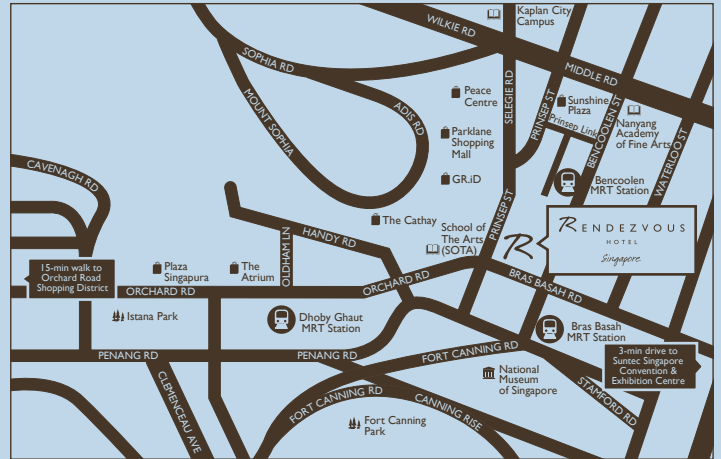 Kaplan City
Campus
WILKIE RD
SOPHIA RD
MIDDLE RD
MOUNT SOPHIA
ADIS RD
SELEGIE RD
Peace
Centre
PRINSEP ST
Sunshine
Plaza
Prinsep Link
BENCOOLEN ST
Nanyang
Academy
of Fine Arts
WATERLOO ST
Parklane
Shopping
Mall
GR.iD
CAVENAGH RD
Bencoolen
MRT Station
The Cathay
School of
The Arts
(SOTA)
PRINSEP ST
R
RENDEZVOUS
HOTEL
Singapore
OLDHAM LN
HANDY RD
15-min walk to
Orchard Road
Shopping District
Plaza
Singapura
The
Atrium
ORCHARD RD
ORCHARD RD
BRAS BASAH RD
Istana Park
Dhoby Ghaut
MRT Station
Bras Basah
MRT Station
PENANG RD
PENANG RD
FORT CANNING RD
3-min drive to
Suntec Singapore
Convention &
Exhibition Centre
National
Museum
of Singapore
STAMFORD RD
CLEMENCEAU AVE
FORT CANNING RD
CANNING RISE
Fort Canning
Park